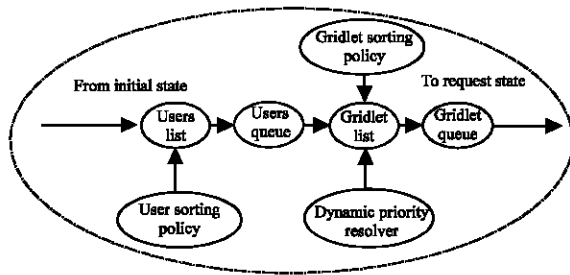 Gridlet sorting
policy
From initial state
To request state
Users
list
Users
queue
Gridlet
list
Gridlet
queue
User sorting
policy
Dynamic priority
resolver